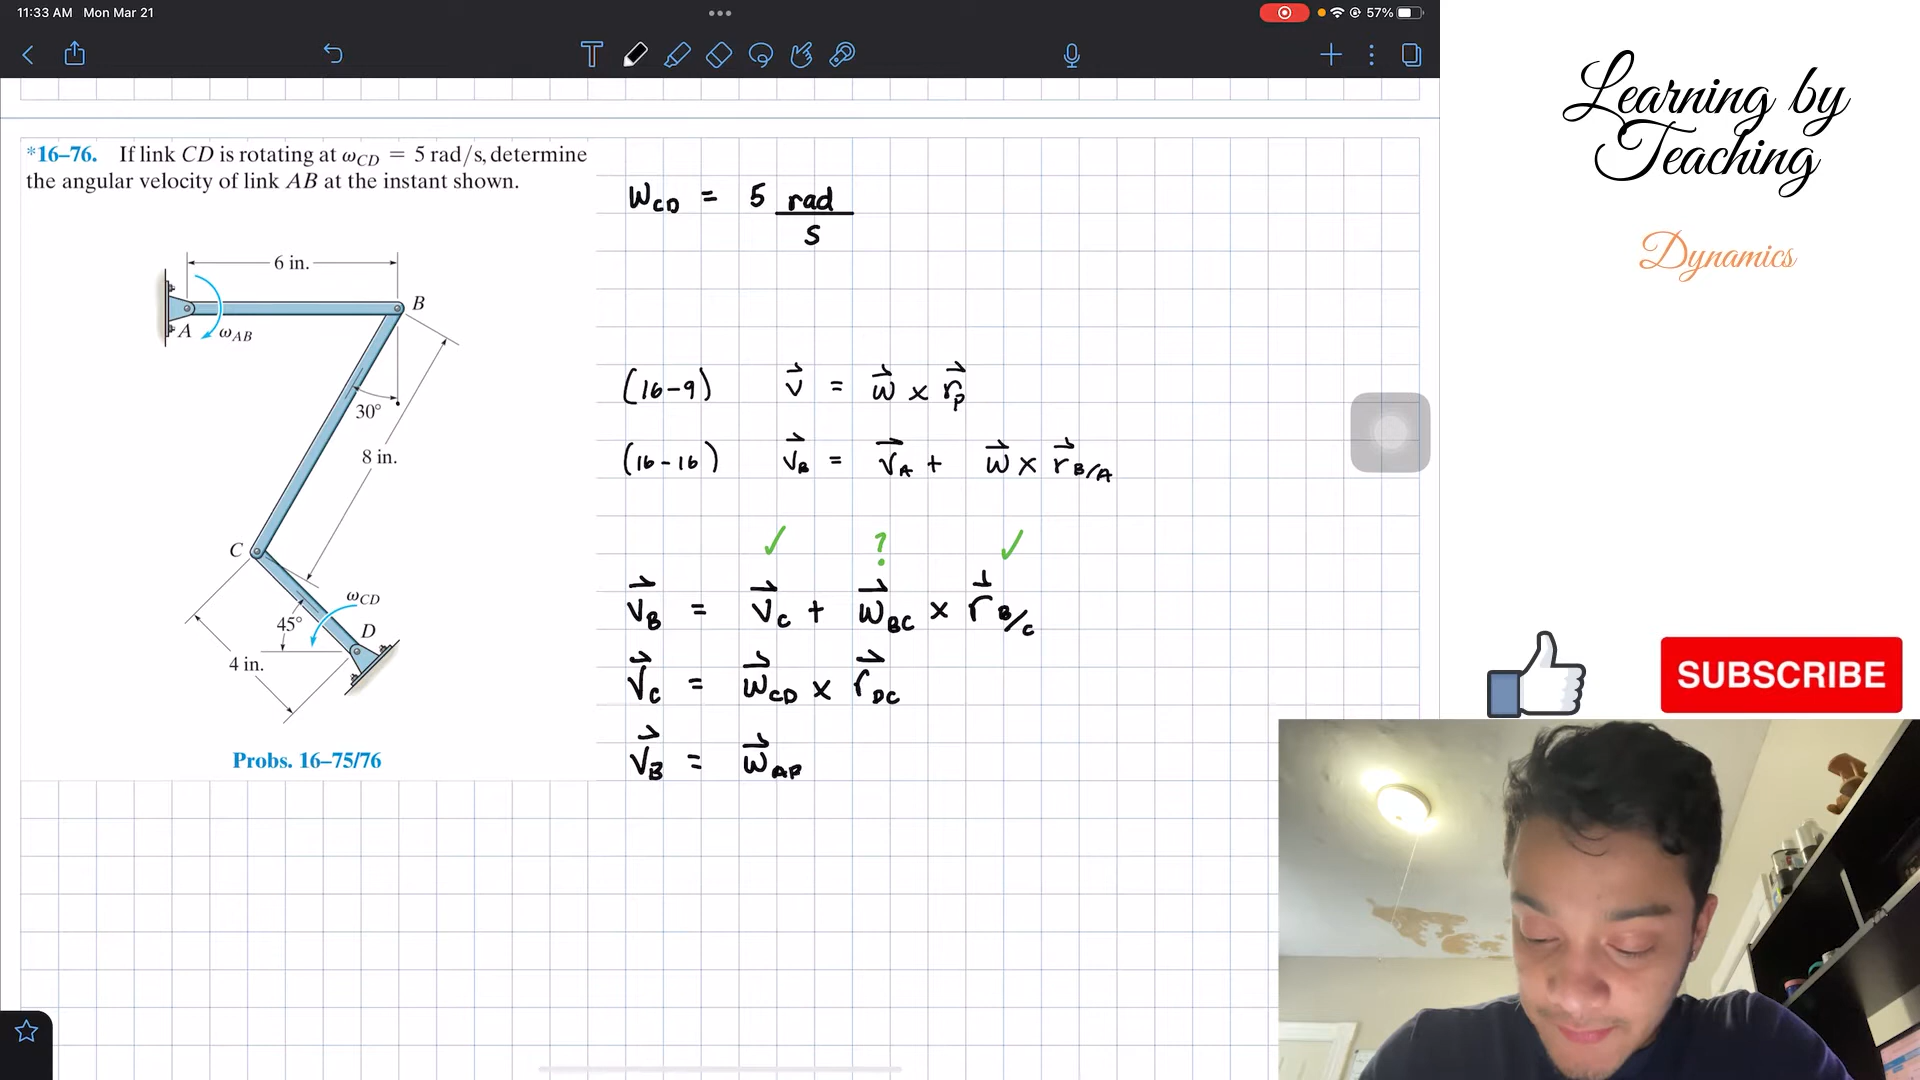 11:33 AM Mon Mar 21
57%
*16–76. If link CD is rotating at ωCD = 5 rad/s, determine
the angular velocity of link AB at the instant shown.
6 in.
B
A
ωAB
30°
8 in.
C
ωCD
45°
D
4 in.
Probs. 16–75/76
WCD = 5 rad
S
(16-9) v = w × rp
(16-16) vB = vA + w × rB/A
✓ ? ✓
vB = vC + wBC × rB/C
vC = wCD × rDC
vB = wAB
Learning by
Teaching
Dynamics
SUBSCRIBE